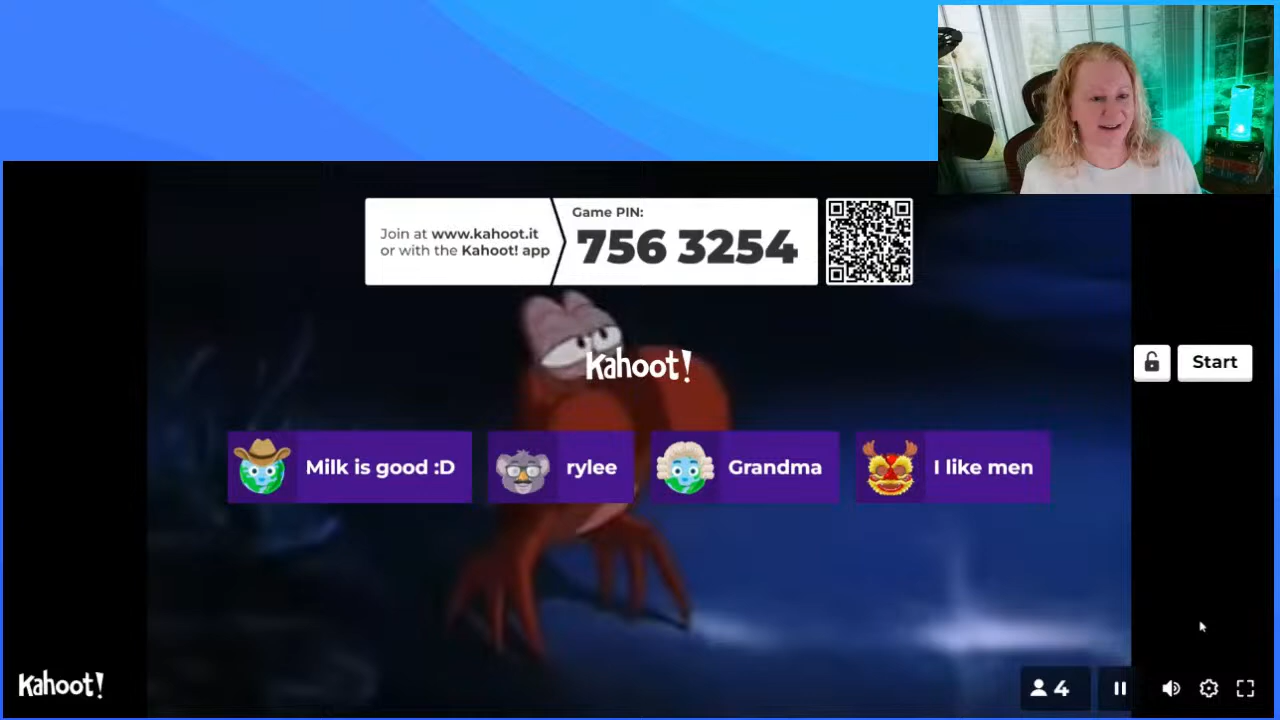 Join at www.kahoot.it
or with the Kahoot! app
Game PIN:
756 3254
Kahoot!
Start
Milk is good :D
rylee
Grandma
I like men
Kahoot!
4